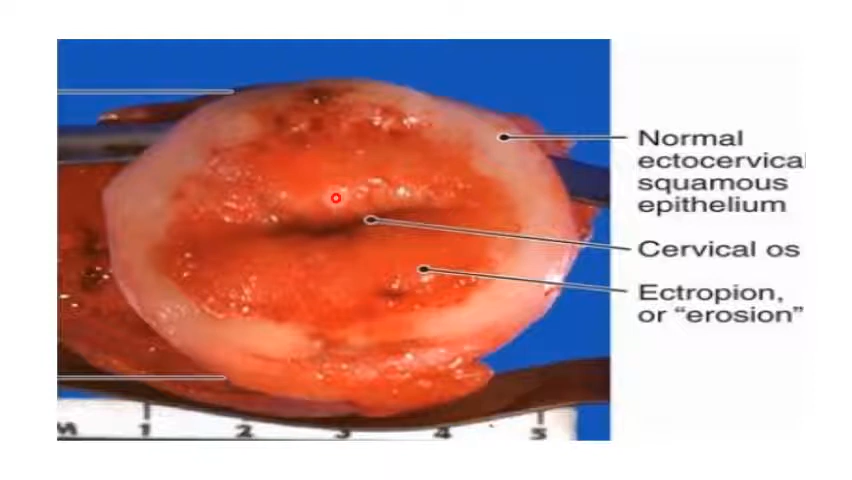 Normal
ectocervical
squamous
epithelium
Cervical os
Ectropion,
or “erosion”
M 1 2 3 4 5